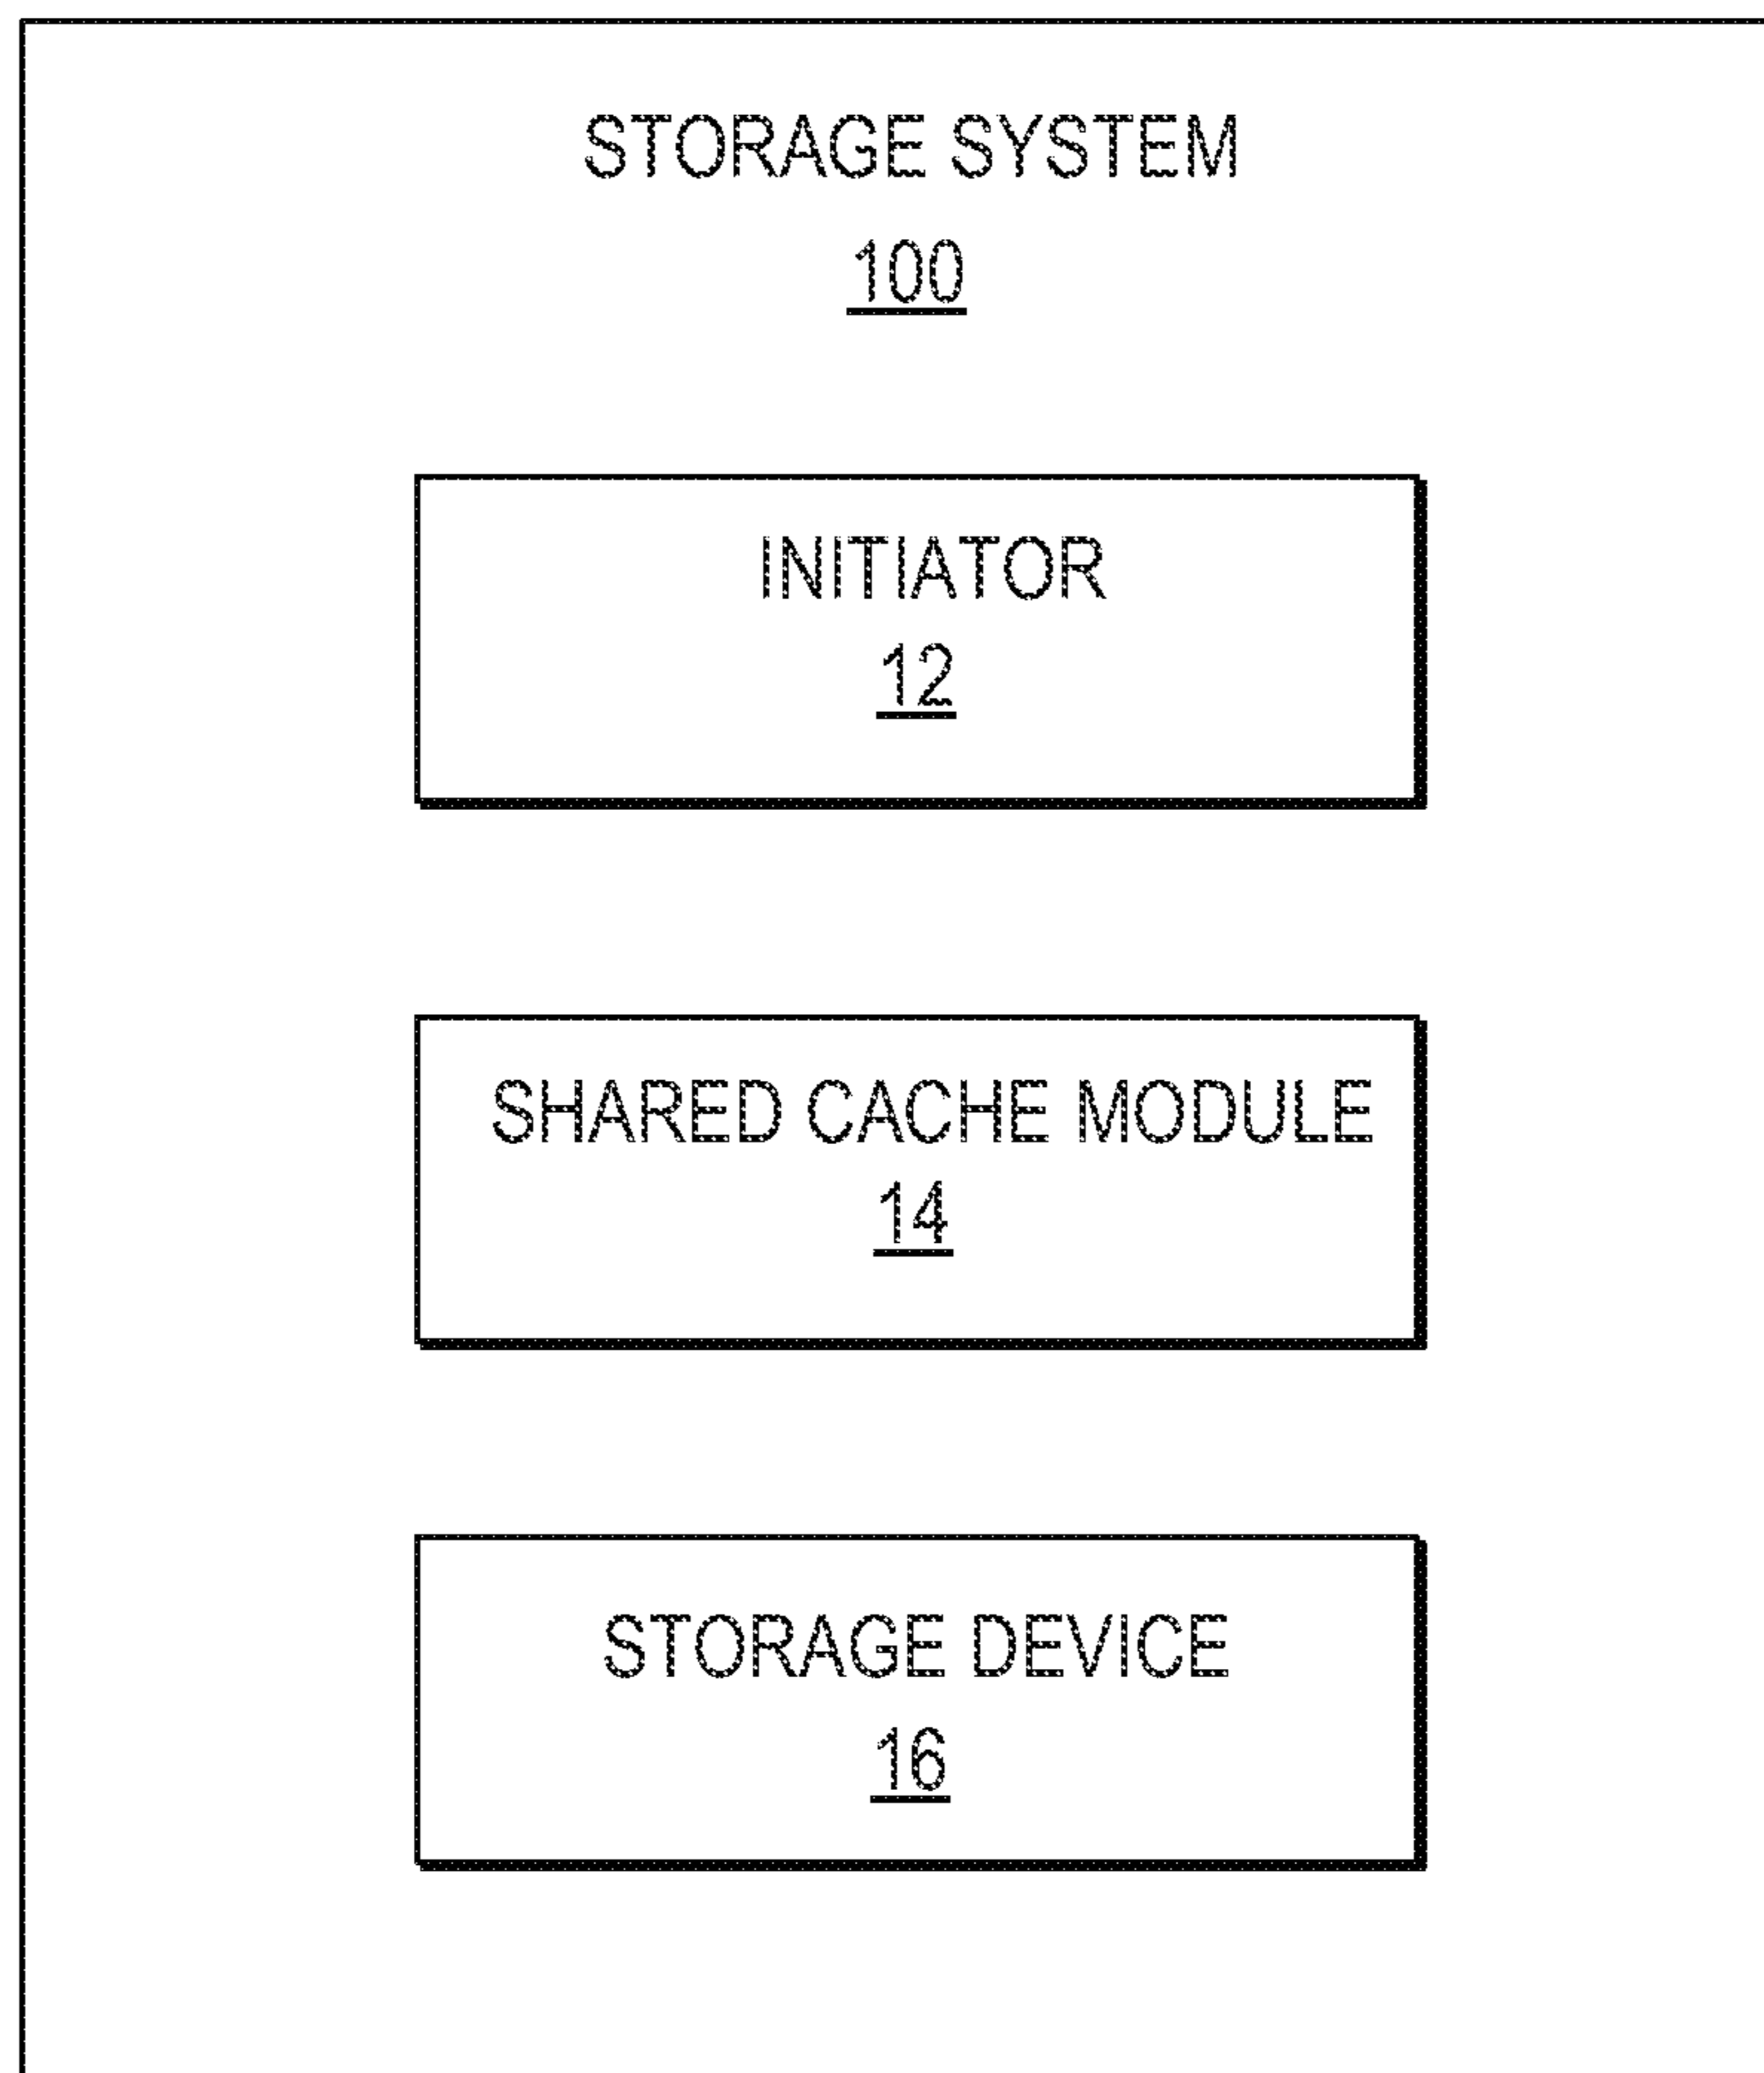 STORAGE SYSTEM
100
INITIATOR
12
SHARED CACHE MODULE
14
STORAGE DEVICE
16